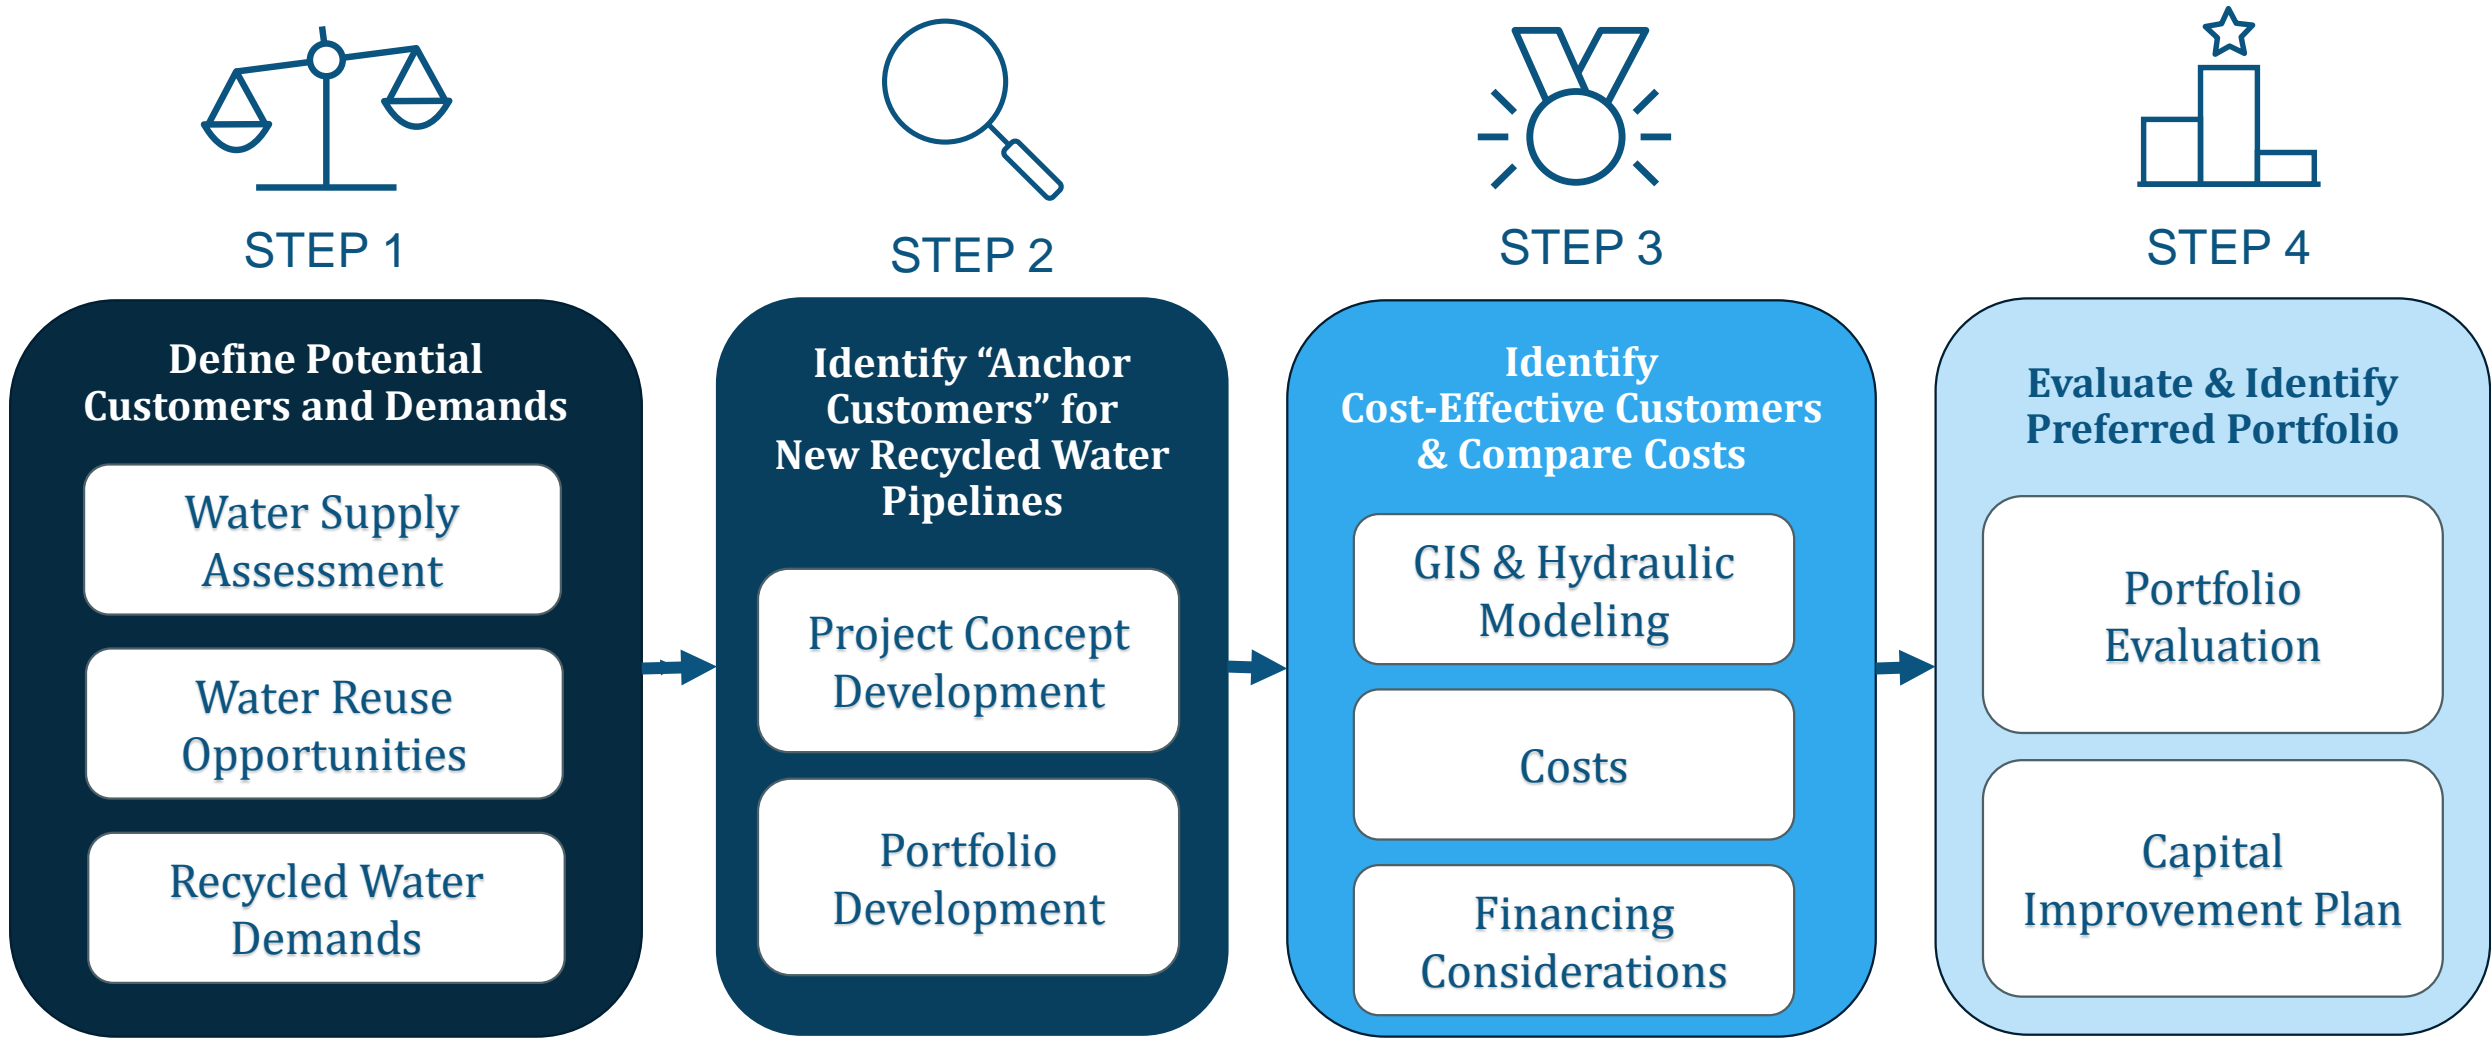 STEP 1
Define Potential
Customers and Demands
Water Supply
Assessment
Water Reuse
Opportunities
Recycled Water
Demands
STEP 2
Identify “Anchor
Customers” for
New Recycled Water
Pipelines
Project Concept
Development
Portfolio
Development
STEP 3
Identify
Cost-Effective Customers
& Compare Costs
GIS & Hydraulic
Modeling
Costs
Financing
Considerations
STEP 4
Evaluate & Identify
Preferred Portfolio
Portfolio
Evaluation
Capital
Improvement Plan